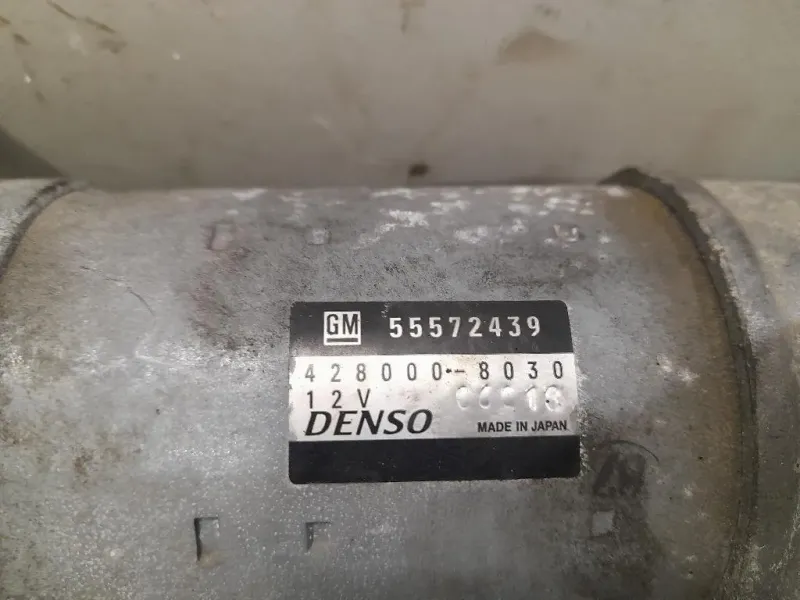 GM 55572439
428000-8030
12V
DENSO MADE IN JAPAN